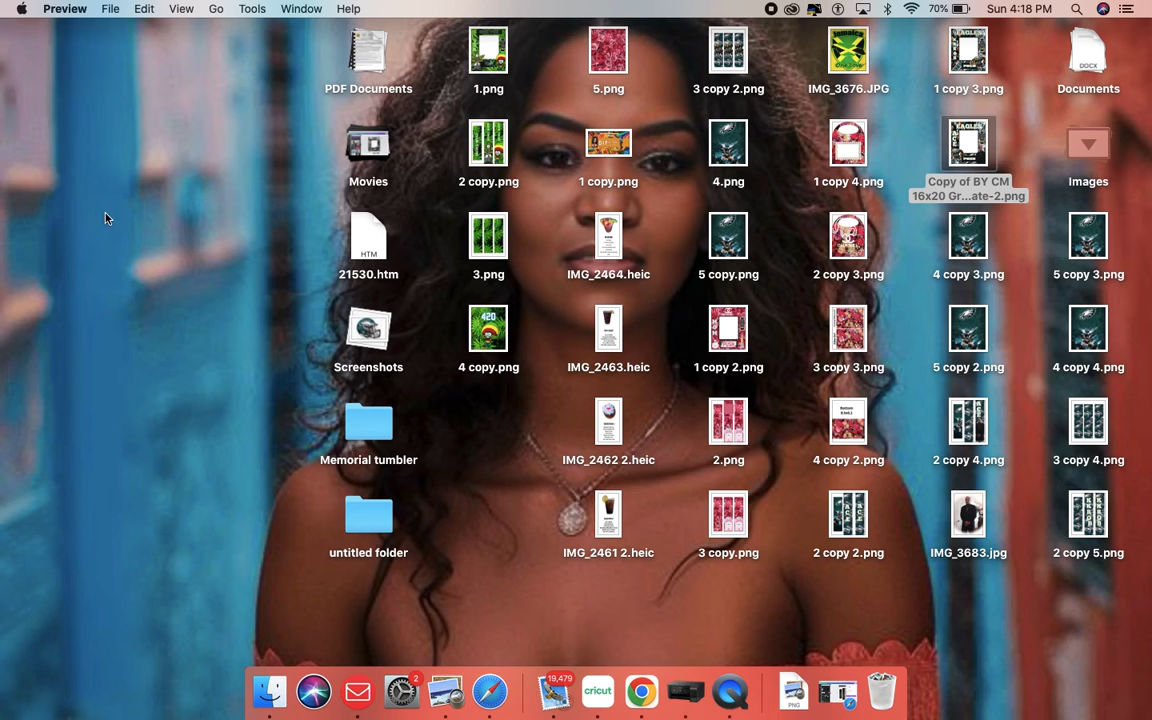 Preview File Edit View Go Tools Window Help 70% Sun 4:18 PM
PDF Documents 1.png 5.png 3 copy 2.png IMG_3676.JPG 1 copy 3.png Documents
DOCX
Movies 2 copy.png 1 copy.png 4.png 1 copy 4.png Copy of BY CM Images
16x20 Gr...ate-2.png
HTM
21530.htm 3.png IMG_2464.heic 5 copy.png 2 copy 3.png 4 copy 3.png 5 copy 3.png
420
Screenshots 4 copy.png IMG_2463.heic 1 copy 2.png 3 copy 3.png 5 copy 2.png 4 copy 4.png
Memorial tumbler IMG_2462 2.heic 2.png 4 copy 2.png 2 copy 4.png 3 copy 4.png
untitled folder IMG_2461 2.heic 3 copy.png 2 copy 2.png IMG_3683.jpg 2 copy 5.png
2 19,479 cricut PNG